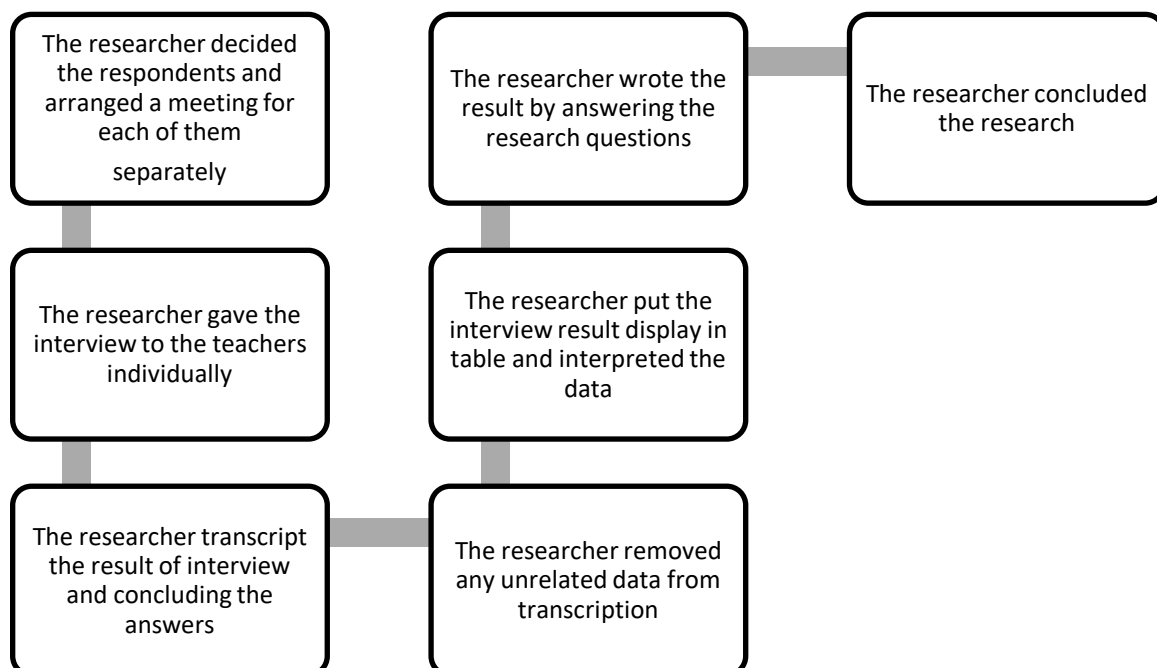 The researcher decided
the respondents and
arranged a meeting for
each of them
separately
The researcher gave the
interview to the teachers
individually
The researcher transcript
the result of interview
and concluding the
answers
The researcher removed
any unrelated data from
transcription
The researcher put the
interview result display in
table and interpreted the
data
The researcher wrote the
result by answering the
research questions
The researcher concluded
the research